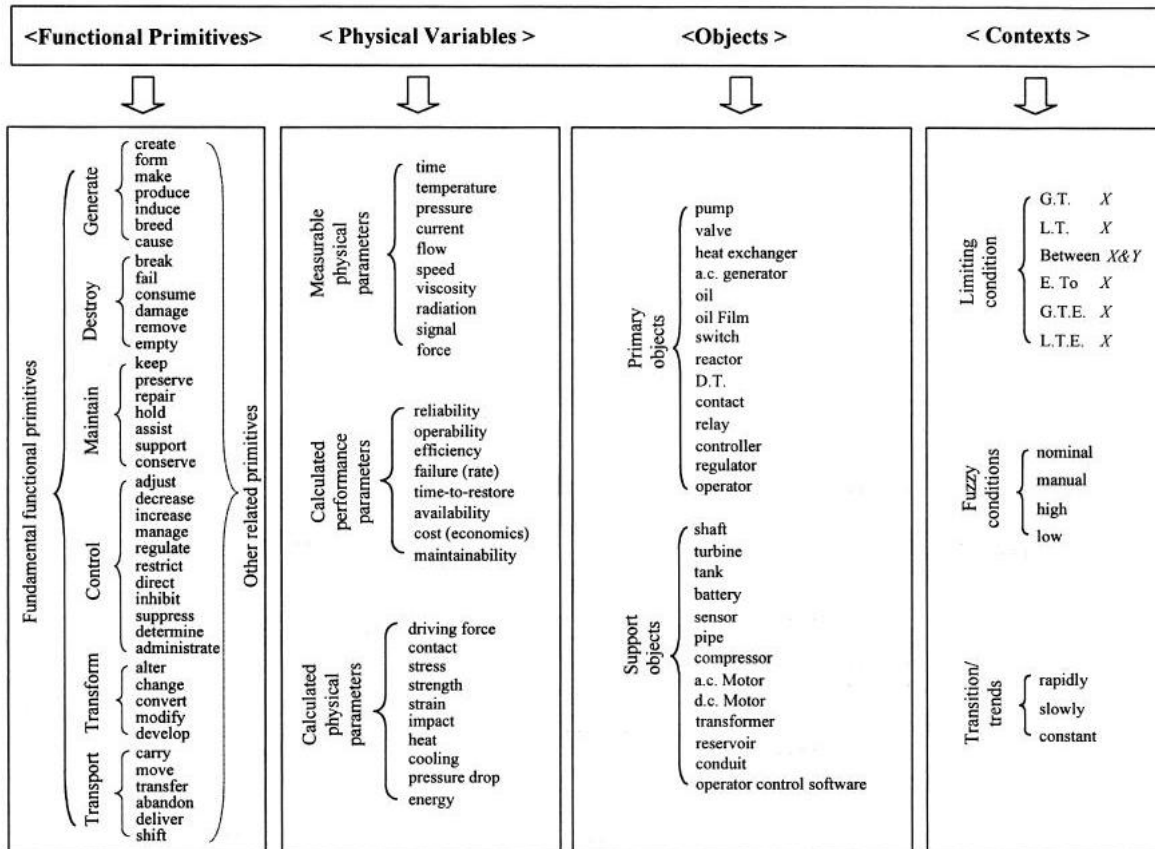 <Functional Primitives>
< Physical Variables >
<Objects >
< Contexts >
Fundamental functional primitives
Generate
create
form
make
produce
induce
breed
cause
Destroy
break
fail
consume
damage
remove
empty
Maintain
keep
preserve
repair
hold
assist
support
conserve
Control
adjust
decrease
increase
manage
regulate
restrict
direct
inhibit
suppress
determine
administrate
Transform
alter
change
convert
modify
develop
Transport
carry
move
transfer
abandon
deliver
shift
Other related primitives
Measurable
physical
parameters
time
temperature
pressure
current
flow
speed
viscosity
radiation
signal
force
Calculated
performance
parameters
reliability
operability
efficiency
failure (rate)
time-to-restore
availability
cost (economics)
maintainability
Calculated
physical
parameters
driving force
contact
stress
strength
strain
impact
heat
cooling
pressure drop
energy
Primary
objects
pump
valve
heat exchanger
a.c. generator
oil
oil Film
switch
reactor
D.T.
contact
relay
controller
regulator
operator
Support
objects
shaft
turbine
tank
battery
sensor
pipe
compressor
a.c. Motor
d.c. Motor
transformer
reservoir
conduit
operator control software
Limiting
condition
G.T. X
L.T. X
Between X&Y
E. To X
G.T.E. X
L.T.E. X
Fuzzy
conditions
nominal
manual
high
low
Transition/
trends
rapidly
slowly
constant